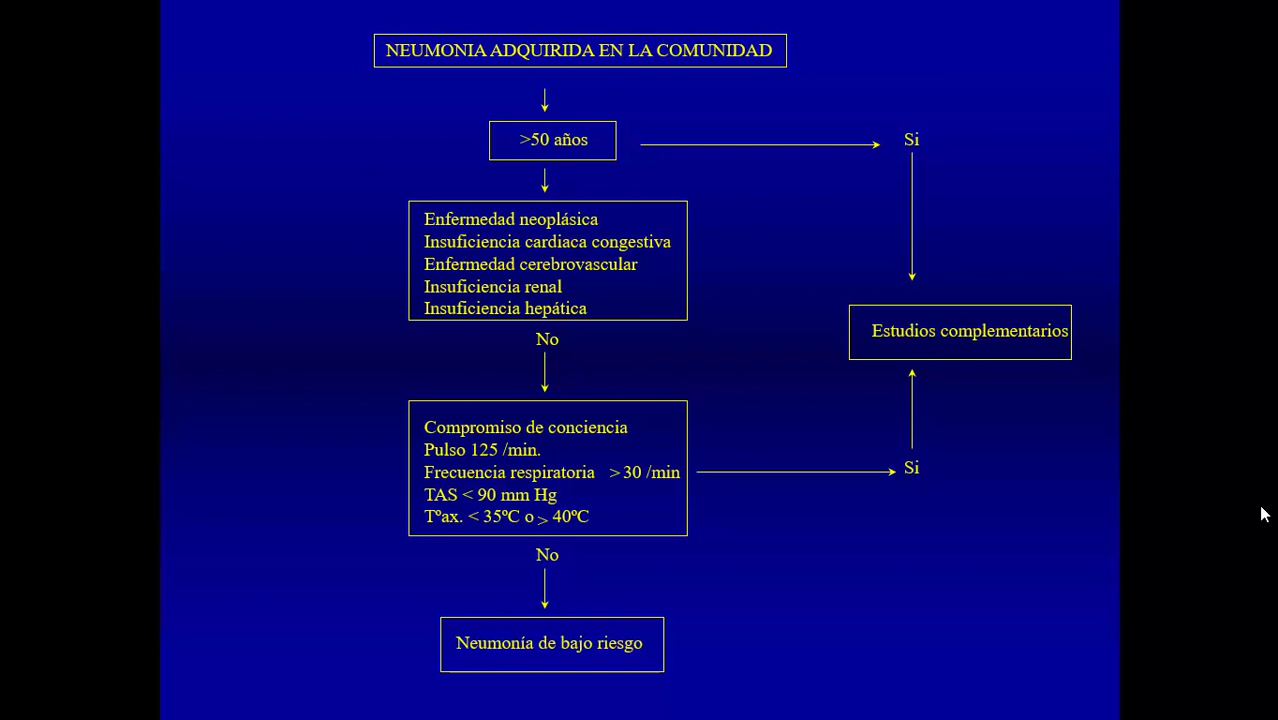 NEUMONIA ADQUIRIDA EN LA COMUNIDAD
>50 años
Si
Enfermedad neoplásica
Insuficiencia cardiaca congestiva
Enfermedad cerebrovascular
Insuficiencia renal
Insuficiencia hepática
Estudios complementarios
No
Compromiso de conciencia
Pulso 125 /min.
Frecuencia respiratoria > 30 /min
TAS < 90 mm Hg
Tºax. < 35ºC o > 40ºC
Si
No
Neumonía de bajo riesgo